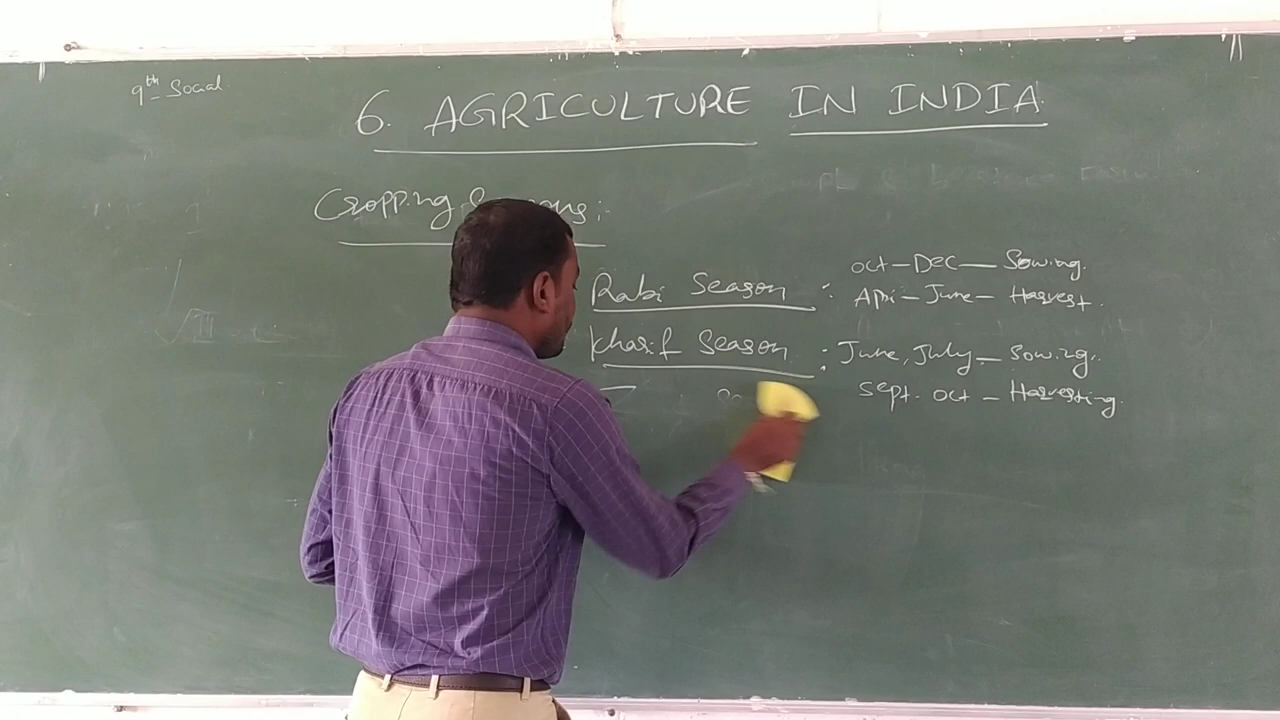 9th Social
6. AGRICULTURE IN INDIA
Cropping Seasons:-
Rabi Season : Oct-Dec - Sowing.
Apri - June - Harvest.
Kharif Season : June, July - Sowing.
Sept. Oct - Harvesting.